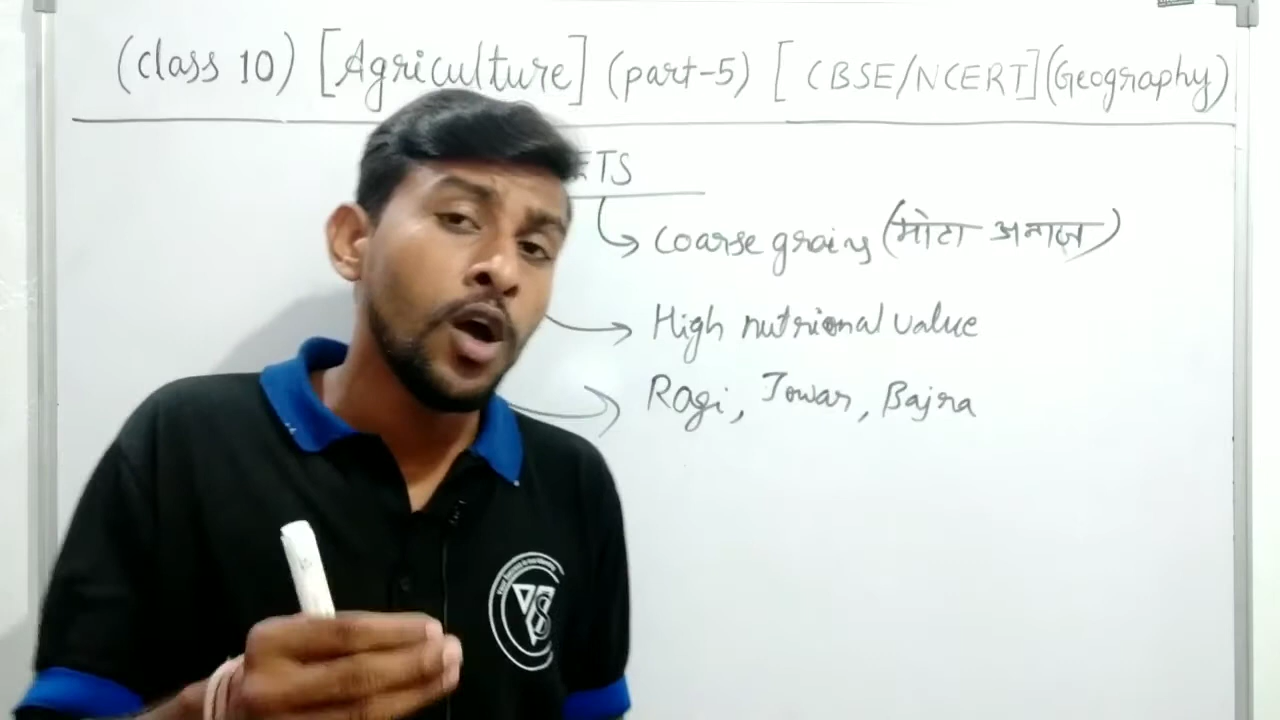 (class 10) [Agriculture] (part-5) [CBSE/NCERT] (Geography)
ETS
coarse grains (मोटा अनाज)
High nutrional value
Ragi, Jowar, Bajra